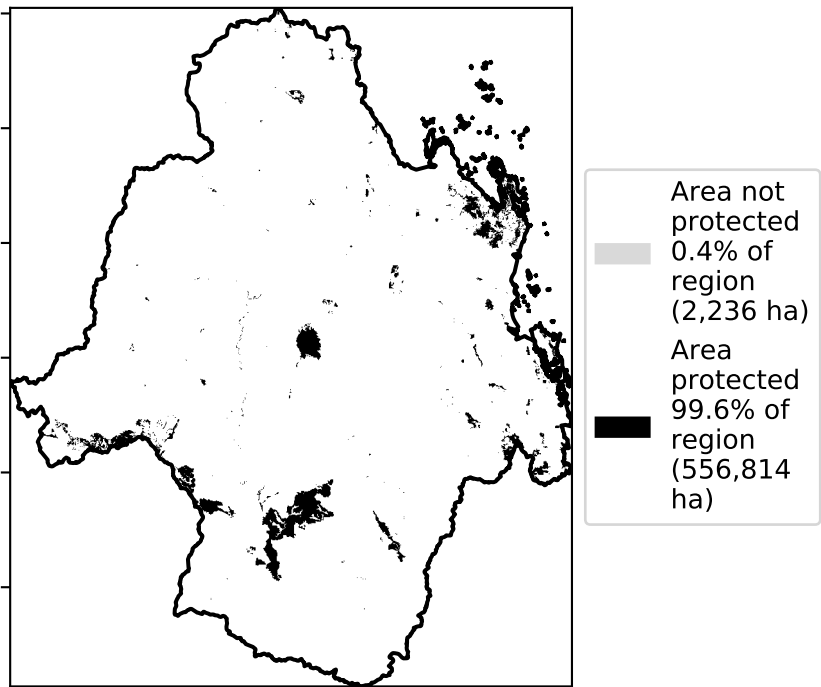 Area not
protected
0.4% of
region
(2,236 ha)
Area
protected
99.6% of
region
(556,814
ha)